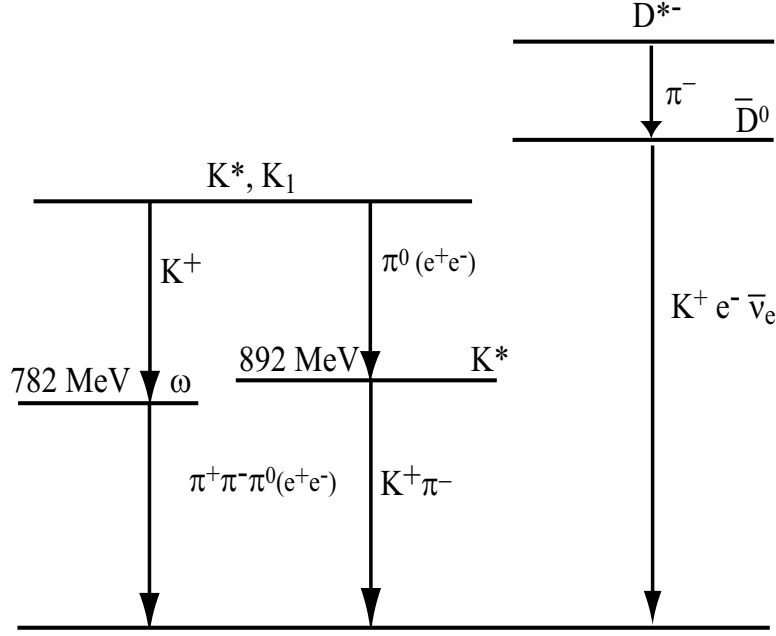 D*-
π⁻
D̅⁰
K*, K₁
K⁺
π⁰ (e⁺e⁻)
K⁺ e⁻ ν̅ₑ
782 MeV ω
892 MeV K*
π⁺π⁻π⁰(e⁺e⁻)
K⁺π⁻